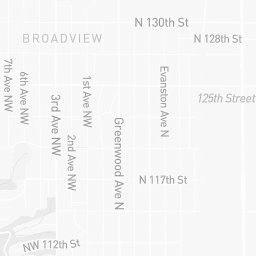 N 130th St
BROADVIEW
N 128th St
7th Ave NW
6th Ave NW
1st Ave NW
Evanston Ave N
3rd Ave NW
125th Street
Greenwood Ave N
2nd Ave NW
N 117th St
NW 112th St